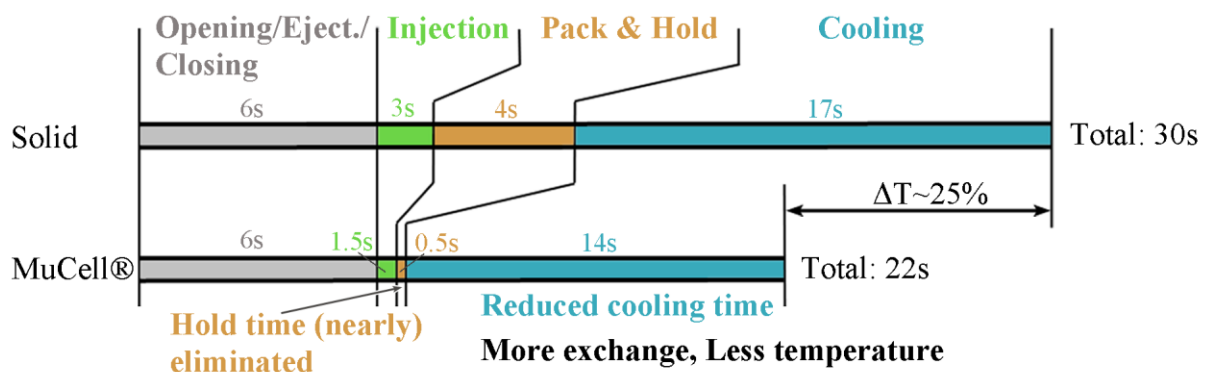 Opening/Eject./ Injection Pack & Hold Cooling
Closing
6s 3s 4s 17s
Solid Total: 30s
ΔT~25%
6s 1.5s 0.5s 14s
MuCell® Total: 22s
Hold time (nearly) Reduced cooling time
eliminated More exchange, Less temperature